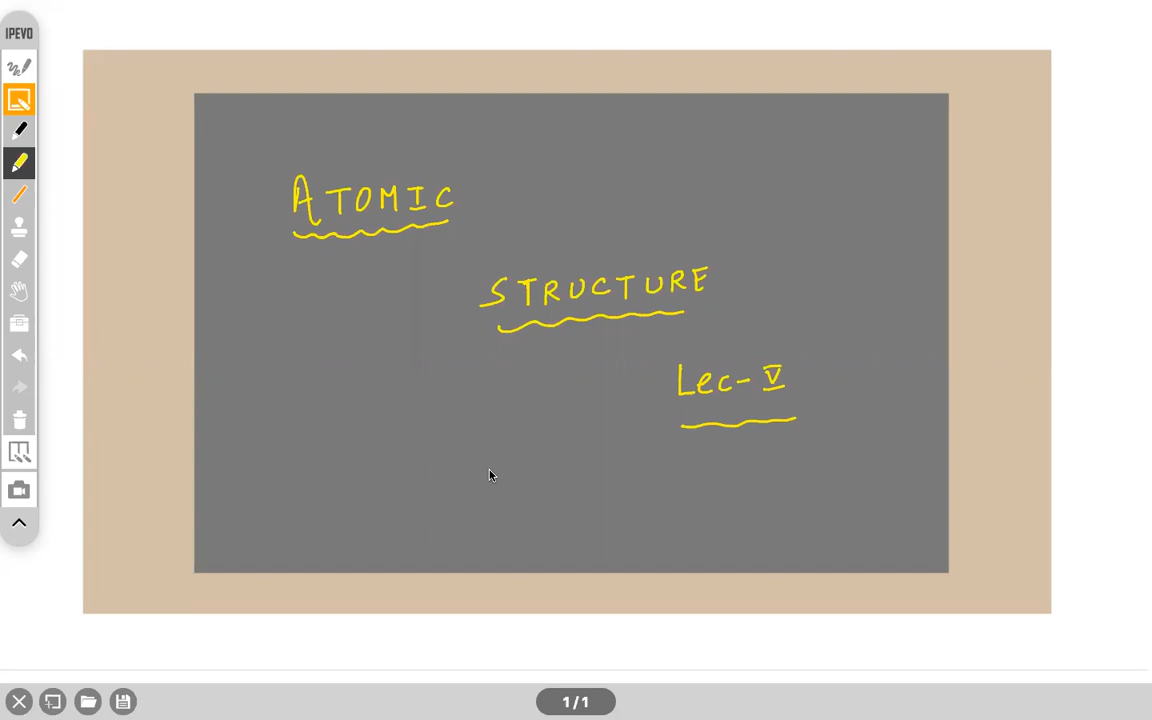 IPEVO
ATOMIC
STRUCTURE
Lec-V
1/1